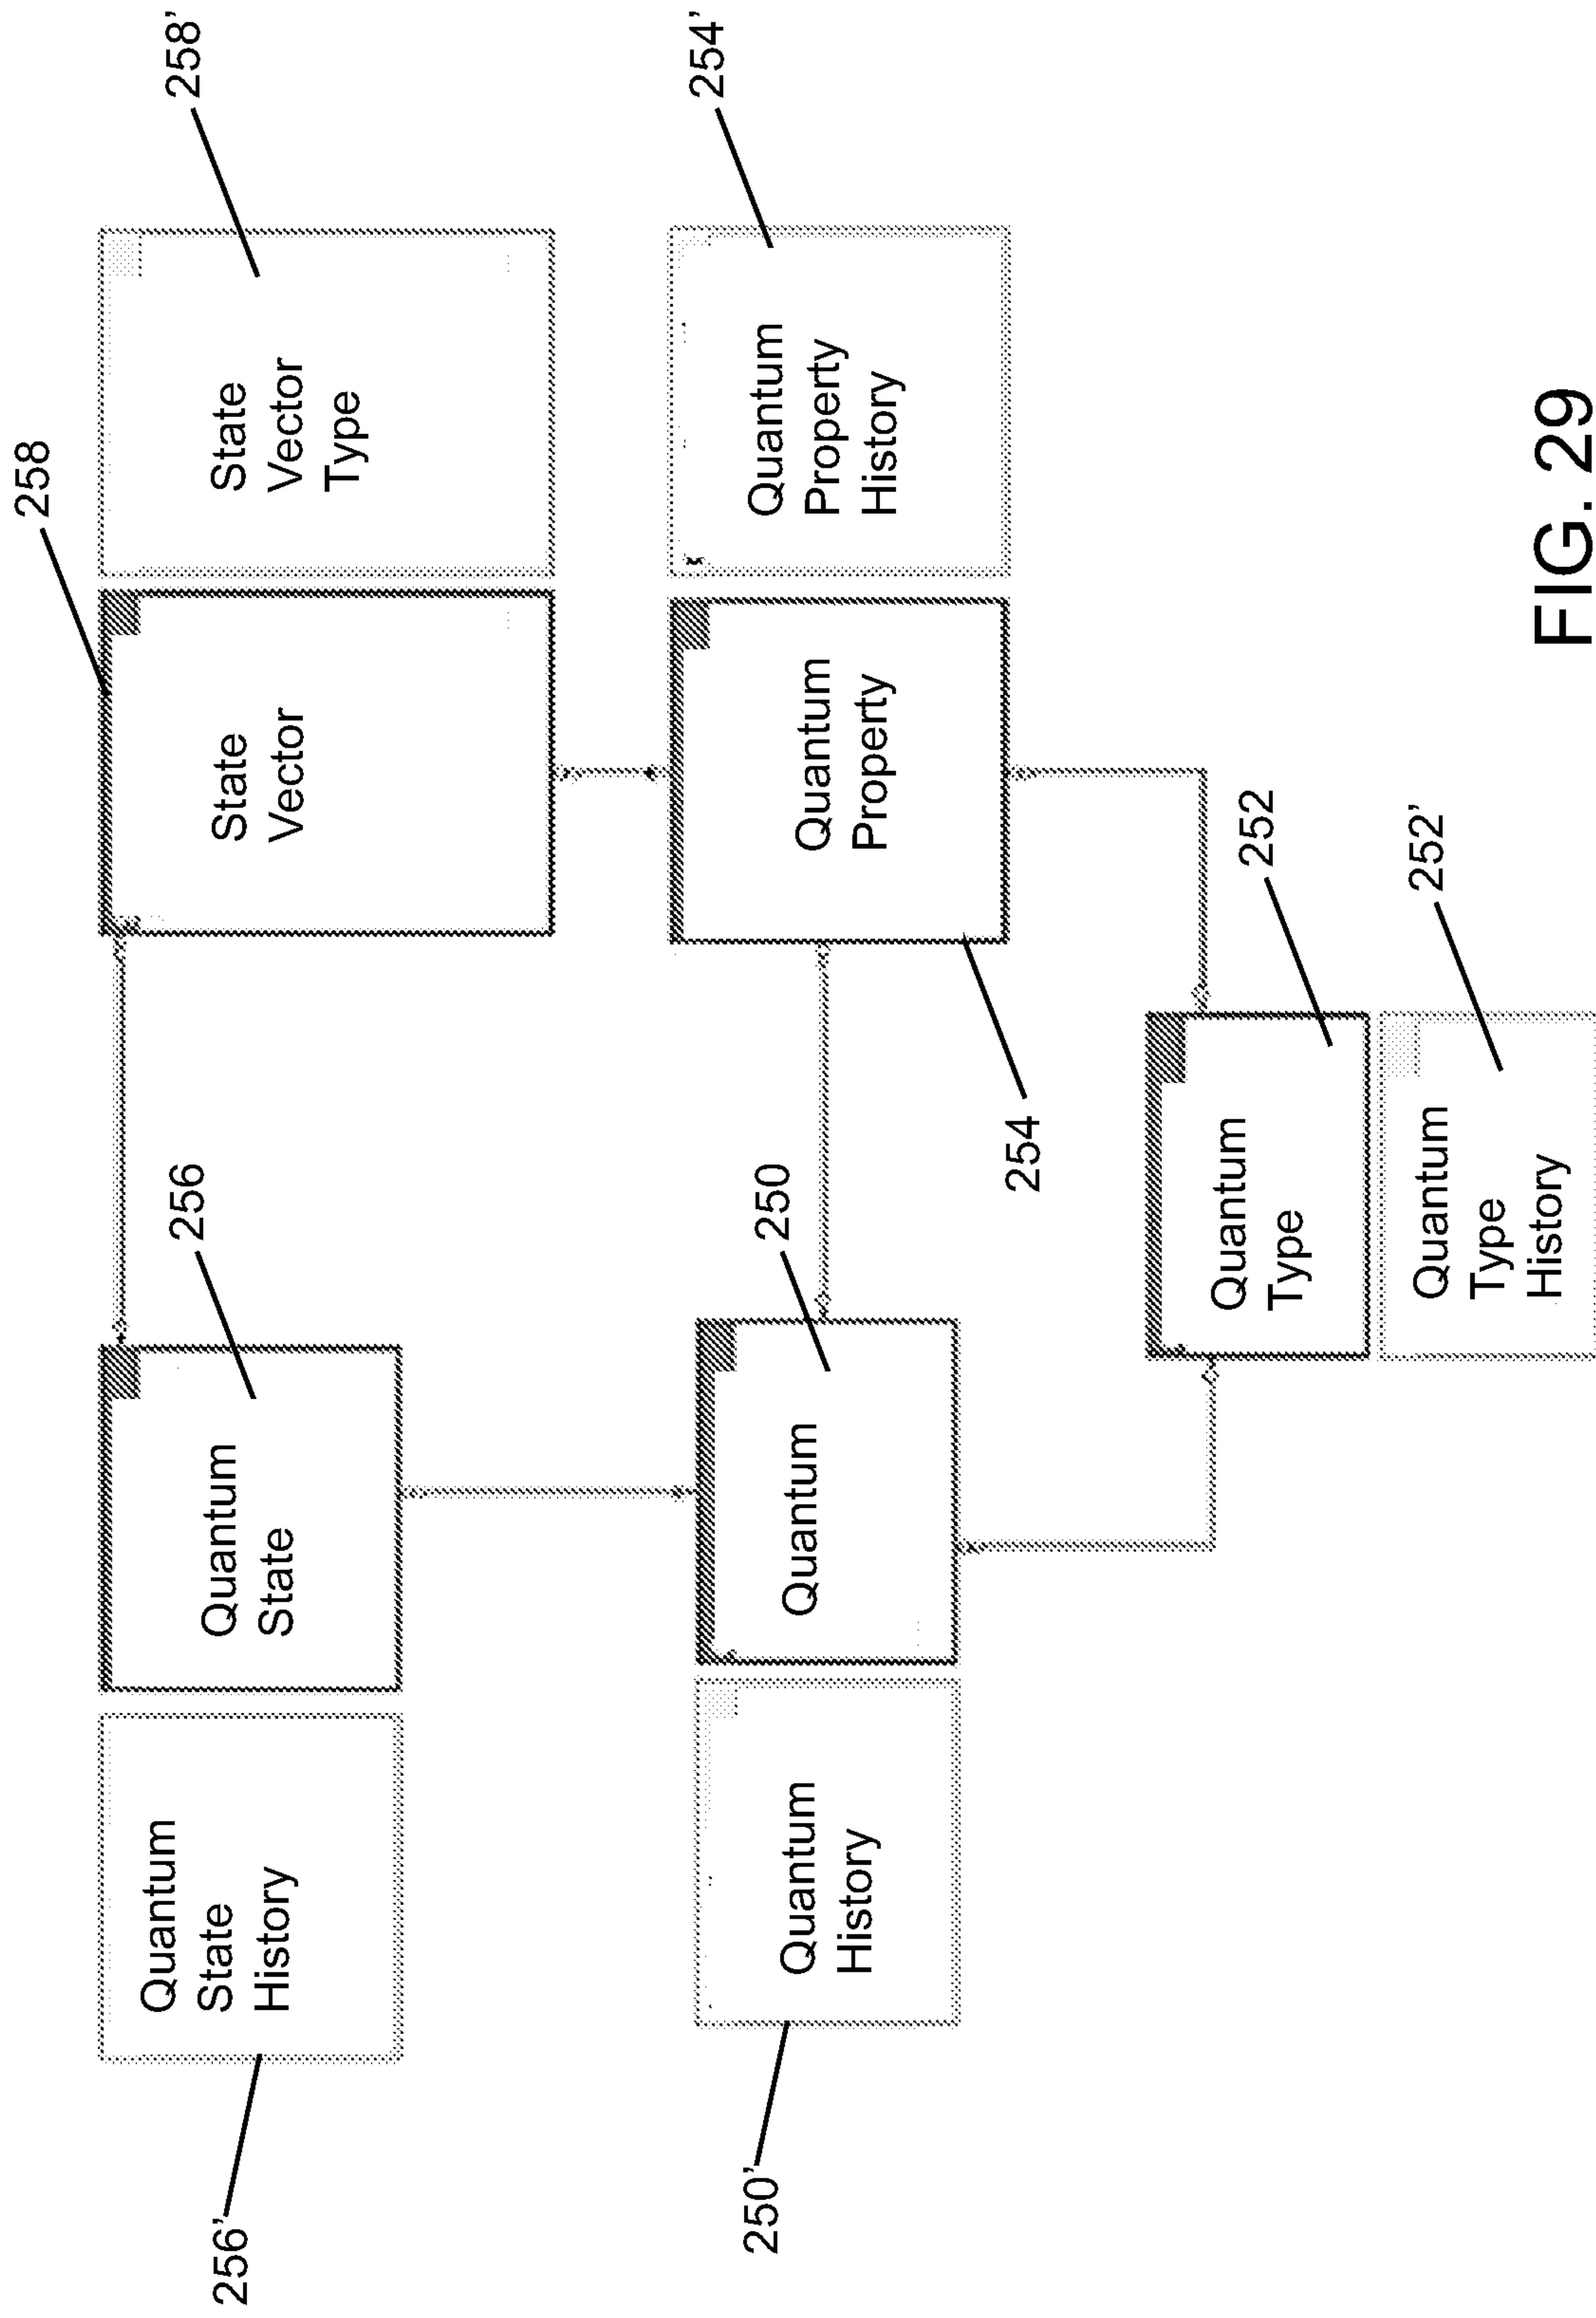 256'
Quantum
State
History
256
Quantum
State
258
State
Vector
258'
State
Vector
Type
250'
Quantum
History
250
Quantum
254
Quantum
Property
254'
Quantum
Property
History
252
Quantum
Type
252'
Quantum
Type
History
FIG. 29